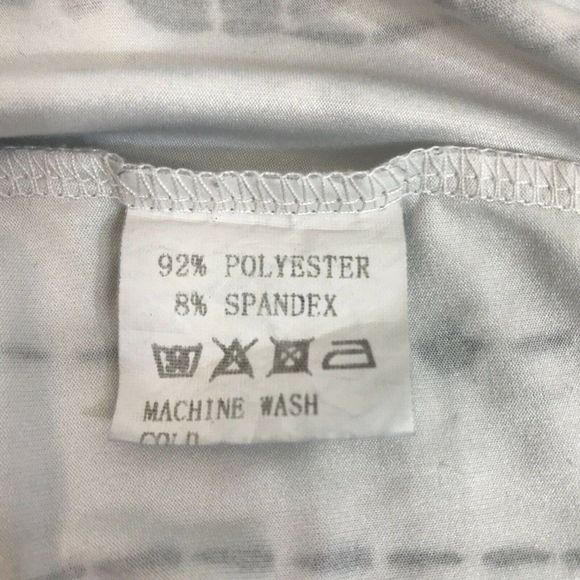 92% POLYESTER
8% SPANDEX
MACHINE WASH
COLD